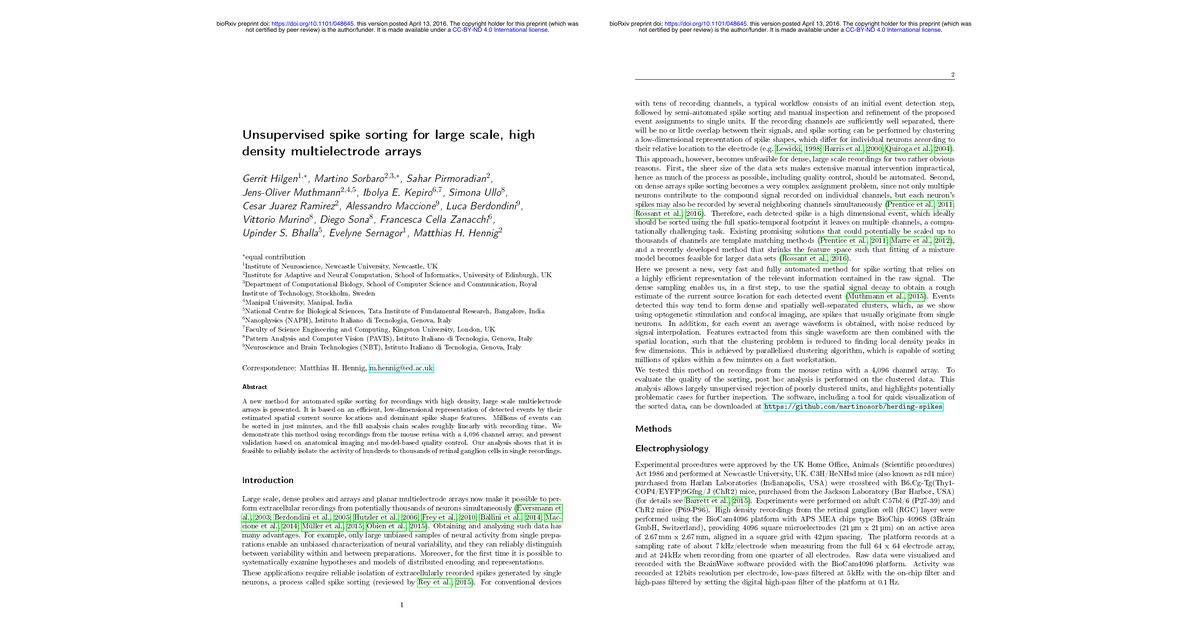 bioRxiv preprint doi: https://doi.org/10.1101/048645. this version posted April 13, 2016. The copyright holder for this preprint (which was
not certified by peer review) is the author/funder. It is made available under a CC-BY-ND 4.0 International license.
Unsupervised spike sorting for large scale, high
density multielectrode arrays
Gerrit Hilgen1,*, Martino Sorbaro2,3,*, Sahar Pirmoradian2,
Jens-Oliver Muthmann2,4,5, Ibolya E. Kepiro6,7, Simona Ullo8,
Cesar Juarez Ramirez2, Alessandro Maccione9, Luca Berdondini9,
Vittorio Murino8, Diego Sona8, Francesca Cella Zanacchi6,
Upinder S. Bhalla5, Evelyne Sernagor1, Matthias H. Hennig2
*equal contribution
1Institute of Neuroscience, Newcastle University, Newcastle, UK
2Institute for Adaptive and Neural Computation, School of Informatics, University of Edinburgh, UK
3Department of Computational Biology, School of Computer Science and Communication, Royal
Institute of Technology, Stockholm, Sweden
4Manipal University, Manipal, India
5National Centre for Biological Sciences, Tata Institute of Fundamental Research, Bangalore, India
6Nanophysics (NAPH), Istituto Italiano di Tecnologia, Genova, Italy
7Faculty of Science Engineering and Computing, Kingston University, London, UK
8Pattern Analysis and Computer Vision (PAVIS), Istituto Italiano di Tecnologia, Genova, Italy
9Neuroscience and Brain Technologies (NBT), Istituto Italiano di Tecnologia, Genova, Italy
Correspondence: Matthias H. Hennig, m.hennig@ed.ac.uk
Abstract
A new method for automated spike sorting for recordings with high density, large scale multielectrode
arrays is presented. It is based on an efficient, low-dimensional representation of detected events by their
estimated spatial current source locations and dominant spike shape features. Millions of events can
be sorted in just minutes, and the full analysis chain scales roughly linearly with recording time. We
demonstrate this method using recordings from the mouse retina with a 4,096 channel array, and present
validation based on anatomical imaging and model-based quality control. Our analysis shows that it is
feasible to reliably isolate the activity of hundreds to thousands of retinal ganglion cells in single recordings.
Introduction
Large scale, dense probes and arrays and planar multielectrode arrays now make it possible to per-
form extracellular recordings from potentially thousands of neurons simultaneously (Eversmann et
al., 2003; Berdondini et al., 2005; Hutzler et al., 2006; Frey et al., 2010; Ballini et al., 2014; Mac-
cione et al., 2014; Müller et al., 2015; Obien et al., 2015). Obtaining and analyzing such data has
many advantages. For example, only large unbiased samples of neural activity from single prepa-
rations enable an unbiased characterization of neural variability, and they can reliably distinguish
between variability within and between preparations. Moreover, for the first time it is possible to
systematically examine hypotheses and models of distributed encoding and representations.
These applications require reliable isolation of extracellularly recorded spikes generated by single
neurons, a process called spike sorting (reviewed by Rey et al., 2015). For conventional devices
1
bioRxiv preprint doi: https://doi.org/10.1101/048645. this version posted April 13, 2016. The copyright holder for this preprint (which was
not certified by peer review) is the author/funder. It is made available under a CC-BY-ND 4.0 International license.
2
with tens of recording channels, a typical workflow consists of an initial event detection step,
followed by semi-automated spike sorting and manual inspection and refinement of the proposed
event assignments to single units. If the recording channels are sufficiently well separated, there
will be no or little overlap between their signals, and spike sorting can be performed by clustering
a low-dimensional representation of spike shapes, which differ for individual neurons according to
their relative location to the electrode (e.g. Lewicki, 1998; Harris et al., 2000; Quiroga et al., 2004).
This approach, however, becomes unfeasible for dense, large scale recordings for two rather obvious
reasons. First, the sheer size of the data sets makes extensive manual intervention impractical,
hence as much of the process as possible, including quality control, should be automated. Second,
on dense arrays spike sorting becomes a very complex assignment problem, since not only multiple
neurons contribute to the compound signal recorded on individual channels, but each neuron's
spikes may also be recorded by several neighboring channels simultaneously (Prentice et al., 2011;
Rossant et al., 2016). Therefore, each detected spike is a high dimensional event, which ideally
should be sorted using the full spatio-temporal footprint it leaves on multiple channels, a compu-
tationally challenging task. Existing promising solutions that could potentially be scaled up to
thousands of channels are template matching methods (Prentice et al., 2011; Marre et al., 2012),
and a recently developed method that shrinks the feature space such that fitting of a mixture
model becomes feasible for larger data sets (Rossant et al., 2016).
Here we present a new, very fast and fully automated method for spike sorting that relies on
a highly efficient representation of the relevant information contained in the raw signal. The
dense sampling enables us, in a first step, to use the spatial signal decay to obtain a rough
estimate of the current source location for each detected event (Muthmann et al., 2015). Events
detected this way tend to form dense and spatially well-separated clusters, which, as we show
using optogenetic stimulation and confocal imaging, are spikes that usually originate from single
neurons. In addition, for each event an average waveform is obtained, with noise reduced by
signal interpolation. Features extracted from this single waveform are then combined with the
spatial location, such that the clustering problem is reduced to finding local density peaks in
few dimensions. This is achieved by parallelized clustering algorithm, which is capable of sorting
millions of spikes within a few minutes on a fast workstation.
We tested this method on recordings from the mouse retina with a 4,096 channel array. To
evaluate the quality of the sorting, post hoc analysis is performed on the clustered data. This
analysis allows largely unsupervised rejection of poorly clustered units, and highlights potentially
problematic cases for further inspection. The software, including a tool for quick visualization of
the sorted data, can be downloaded at https://github.com/martinosorb/herding-spikes
Methods
Electrophysiology
Experimental procedures were approved by the UK Home Office, Animals (Scientific procedures)
Act 1986 and performed at Newcastle University, UK. C3H/HeNHsd mice (also known as rd1 mice)
purchased from Harlan Laboratories (Indianapolis, USA) were crossbred with B6.Cg-Tg(Thy1-
COP4/EYFP)9Gfng/J (ChR2) mice, purchased from the Jackson Laboratory (Bar Harbor, USA)
(for details see Barrett et al., 2015). Experiments were performed on adult C57bl/6 (P27-39) and
ChR2 mice (P69-P96). High density recordings from the retinal ganglion cell (RGC) layer were
performed using the BioCam4096 platform with APS MEA chips type BioChip 4096S (3Brain
GmbH, Switzerland), providing 4096 square microelectrodes (21µm x 21µm) on an active area
of 2.67mm x 2.67mm, aligned in a square grid with 42µm spacing. The platform records at a
sampling rate of about 7kHz/electrode when measuring from the full 64 x 64 electrode array,
and at 24kHz when recording from one quarter of all electrodes. Raw data were visualized and
recorded with the BrainWave software provided with the BioCam4096 platform. Activity was
recorded at 12bits resolution per electrode, low-pass filtered at 5kHz with the on-chip filter and
high-pass filtered by setting the digital high-pass filter of the platform at 0.1 Hz.